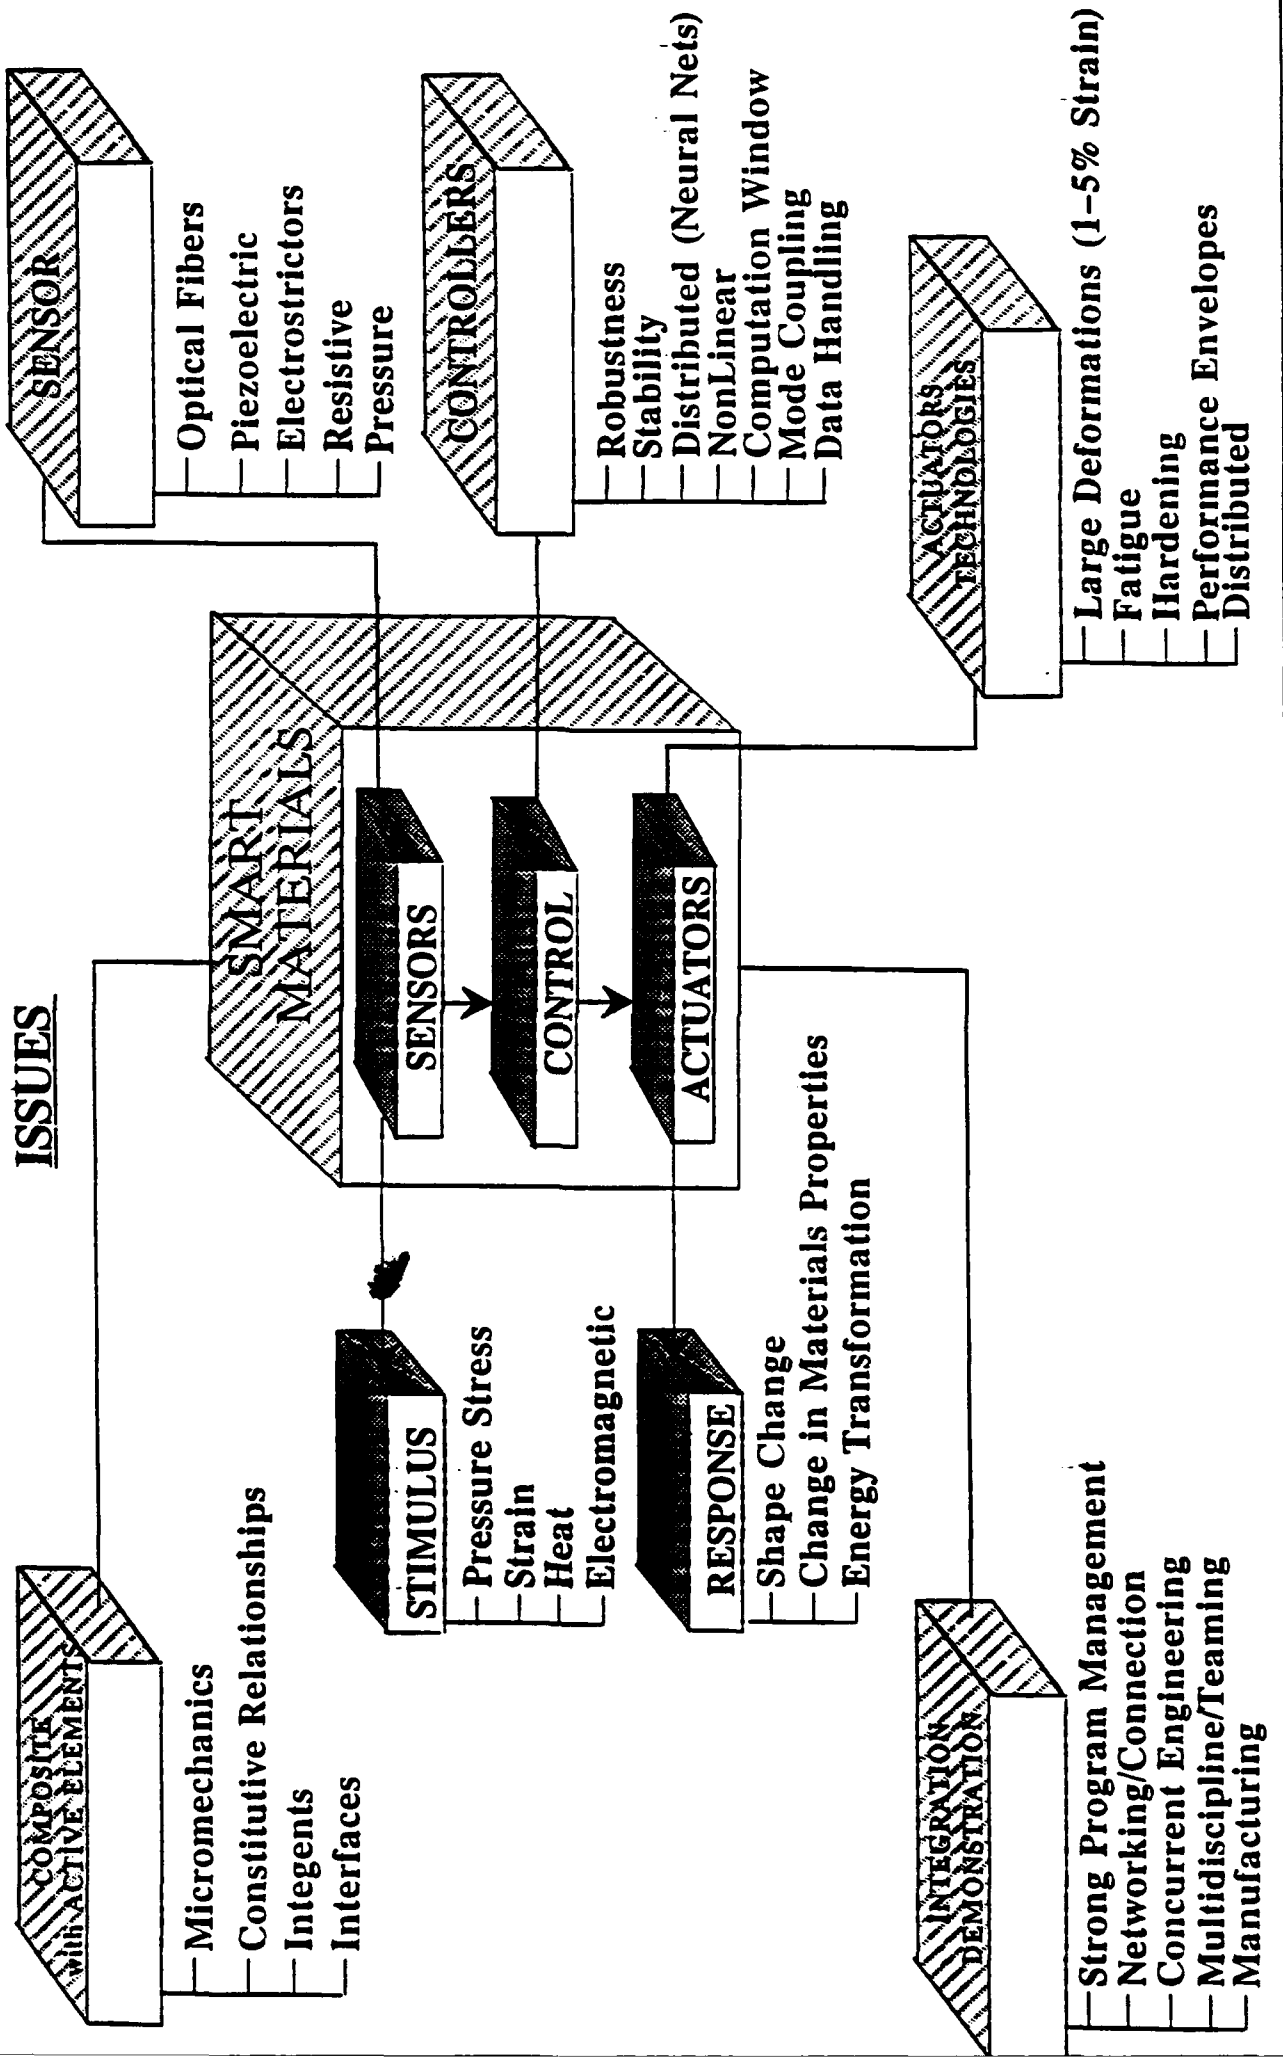 ISSUES
COMPOSITE
with ACTIVE ELEMENTS
Micromechanics
Constitutive Relationships
Integents
Interfaces
SMART
MATERIALS
SENSORS
CONTROL
ACTUATORS
SENSOR
Optical Fibers
Piezoelectric
Electrostrictors
Resistive
Pressure
STIMULUS
Pressure Stress
Strain
Heat
Electromagnetic
CONTROLLERS
Robustness
Stability
Distributed (Neural Nets)
NonLinear
Computation Window
Mode Coupling
Data Handling
RESPONSE
Shape Change
Change in Materials Properties
Energy Transformation
INTEGRATION
DEMONSTRATION
Strong Program Management
Networking/Connection
Concurrent Engineering
Multidiscipline/Teaming
Manufacturing
ACTUATORS
TECHNOLOGIES
Large Deformations (1-5% Strain)
Fatigue
Hardening
Performance Envelopes
Distributed